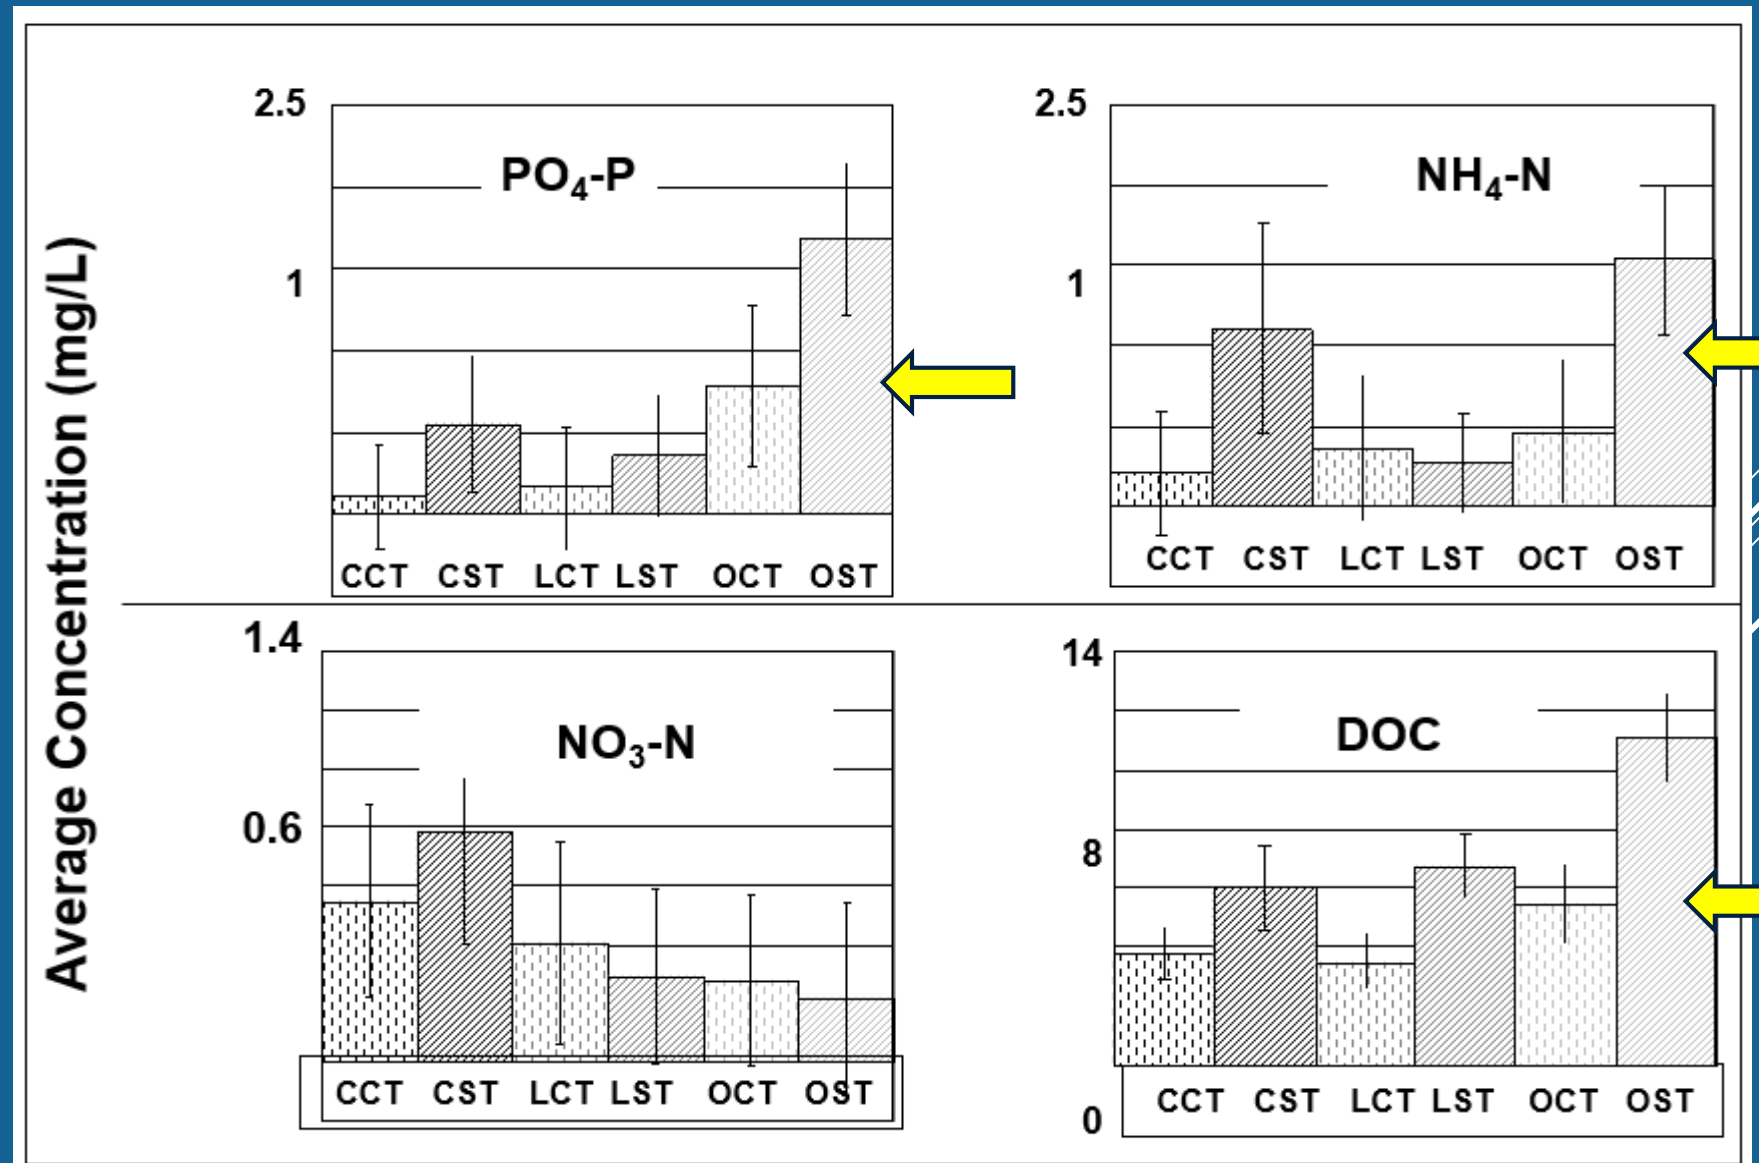 Average Concentration (mg/L)
2.5
PO₄-P
1
CCT CST LCT LST OCT OST
2.5
NH₄-N
1
CCT CST LCT LST OCT OST
1.4
NO₃-N
0.6
CCT CST LCT LST OCT OST
14
DOC
8
0
CCT CST LCT LST OCT OST